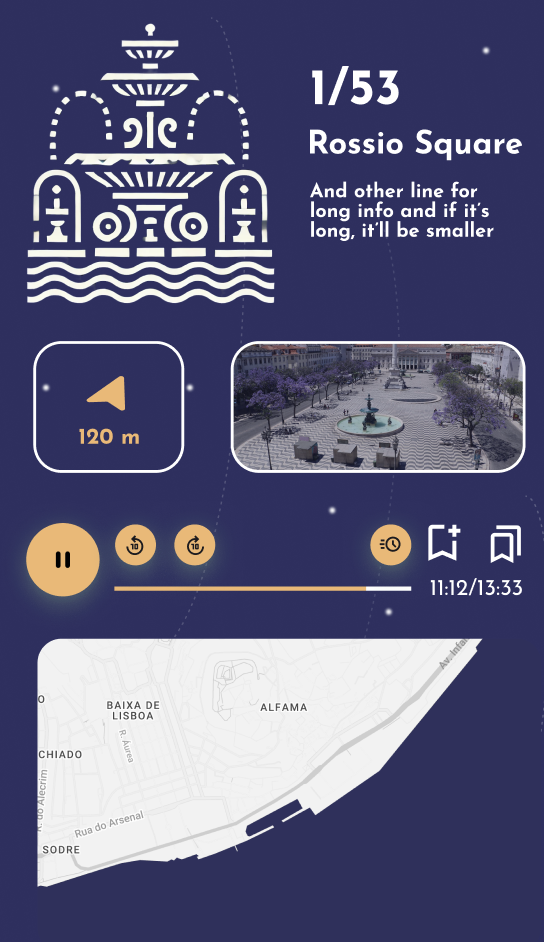 1/53
Rossio Square
And other line for
long info and if it's
long, it'll be smaller
120 m
10
10
11:12/13:33
Av. Infan
BAIXA DE
LISBOA
ALFAMA
R. Áurea
CHIADO
R. do Alecrim
Rua do Arsenal
SODRE